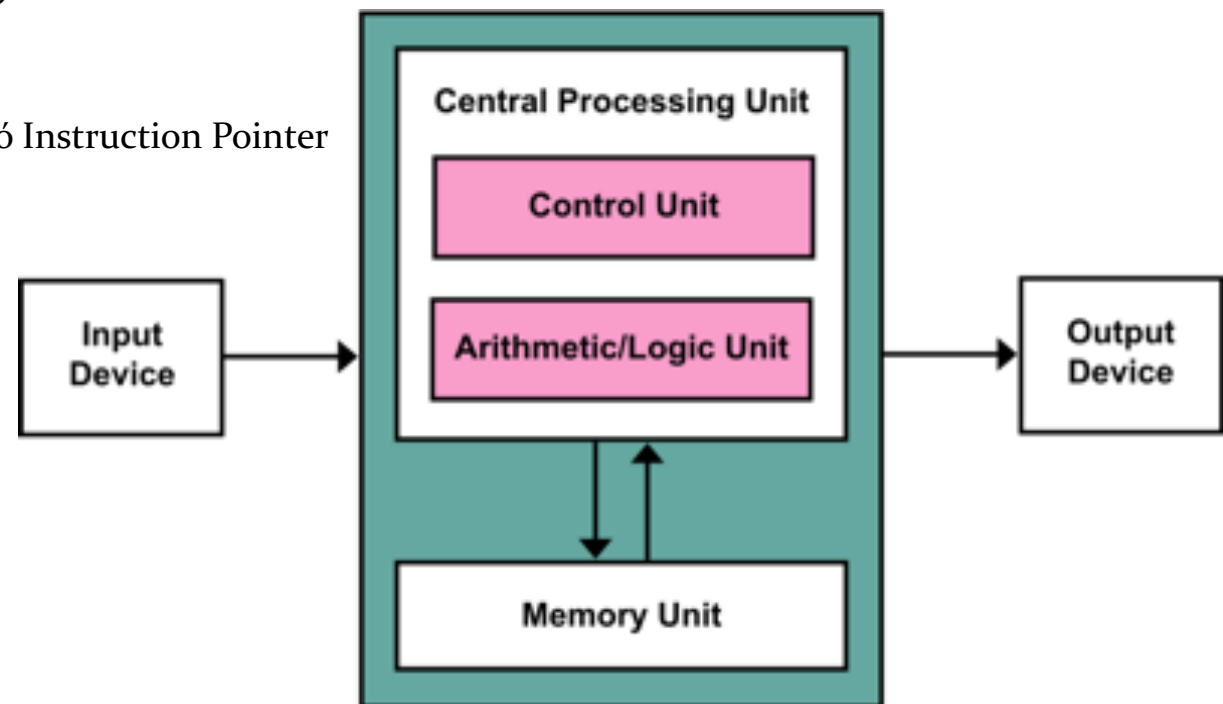 ó Instruction Pointer
Central Processing Unit
Control Unit
Arithmetic/Logic Unit
Input
Device
Output
Device
Memory Unit